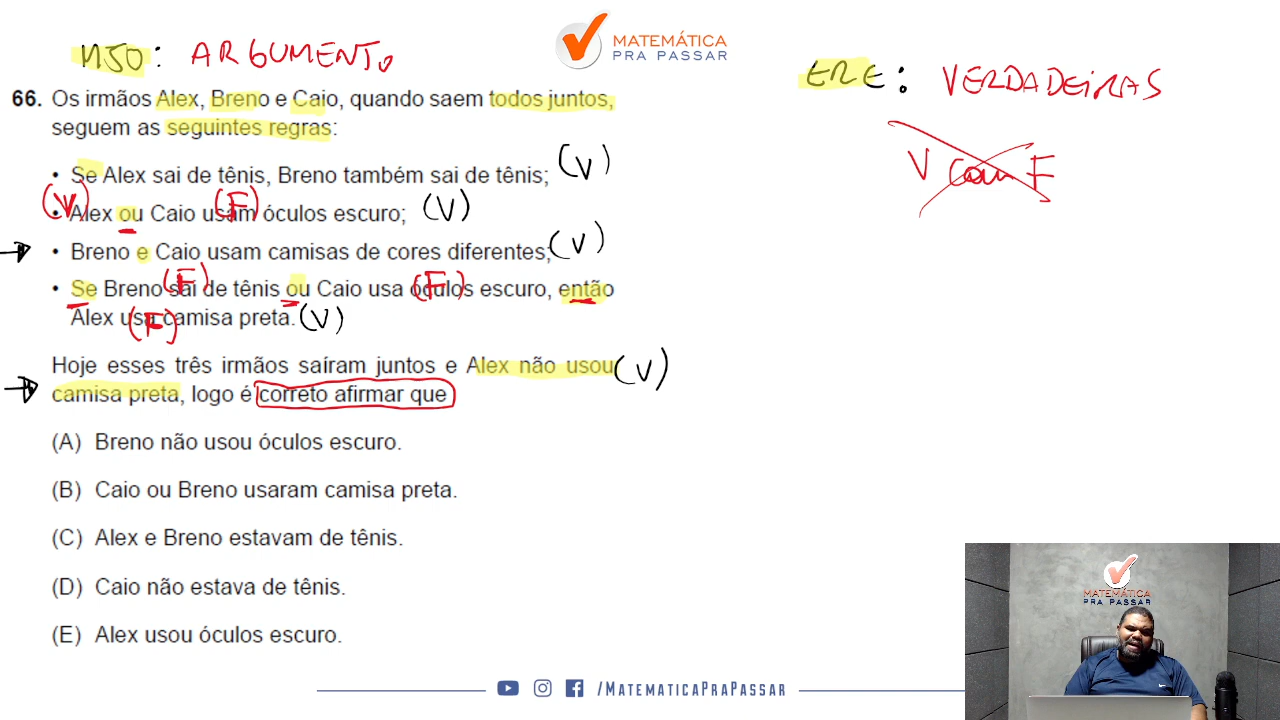 MJO: ARGUMENTO
MATEMÁTICA
PRA PASSAR
ERE: VERDADEIRAS
V com F
66. Os irmãos Alex, Breno e Caio, quando saem todos juntos,
seguem as seguintes regras:
• Se Alex sai de tênis, Breno também sai de tênis; (V)
(V) (F)
• Alex ou Caio usam óculos escuro; (V)
• Breno e Caio usam camisas de cores diferentes; (V)
(F) (F)
• Se Breno sai de tênis ou Caio usa óculos escuro, então
(F)
Alex usa camisa preta. (V)
Hoje esses três irmãos saíram juntos e Alex não usou (V)
camisa preta, logo é correto afirmar que
(A) Breno não usou óculos escuro.
(B) Caio ou Breno usaram camisa preta.
(C) Alex e Breno estavam de tênis.
(D) Caio não estava de tênis.
(E) Alex usou óculos escuro.
MATEMÁTICA
PRA PASSAR
/MATEMATICAPRAPASSAR